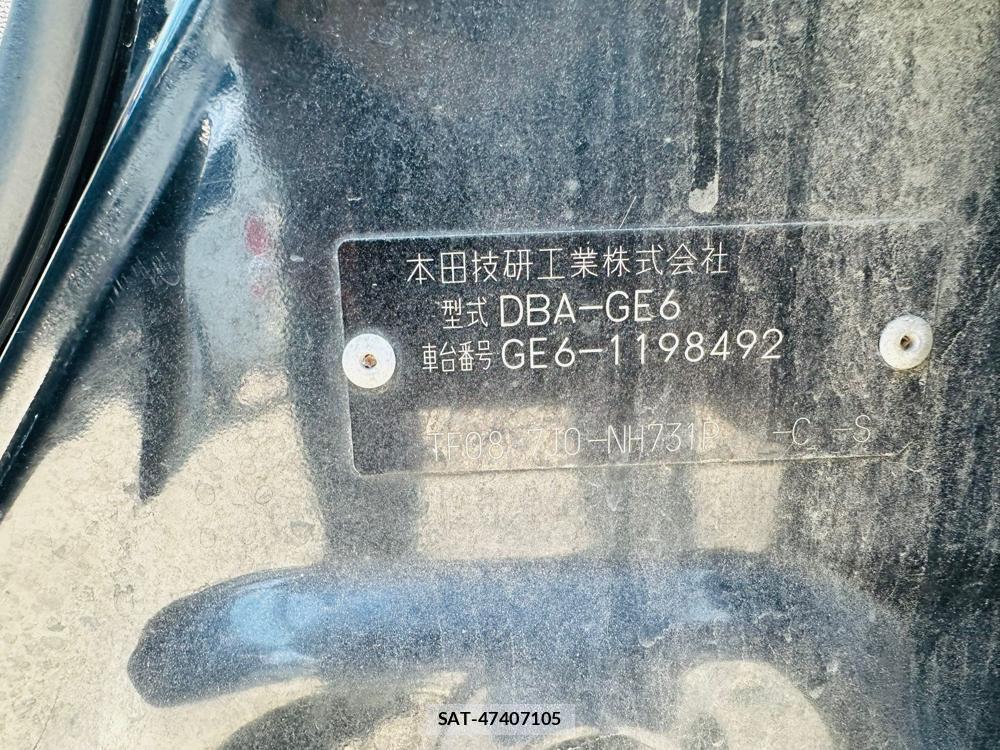 本田技研工業株式会社
型式 DBA-GE6
車台番号 GE6-1198492
TF08 7J0-NH731P -C -S
SAT-47407105